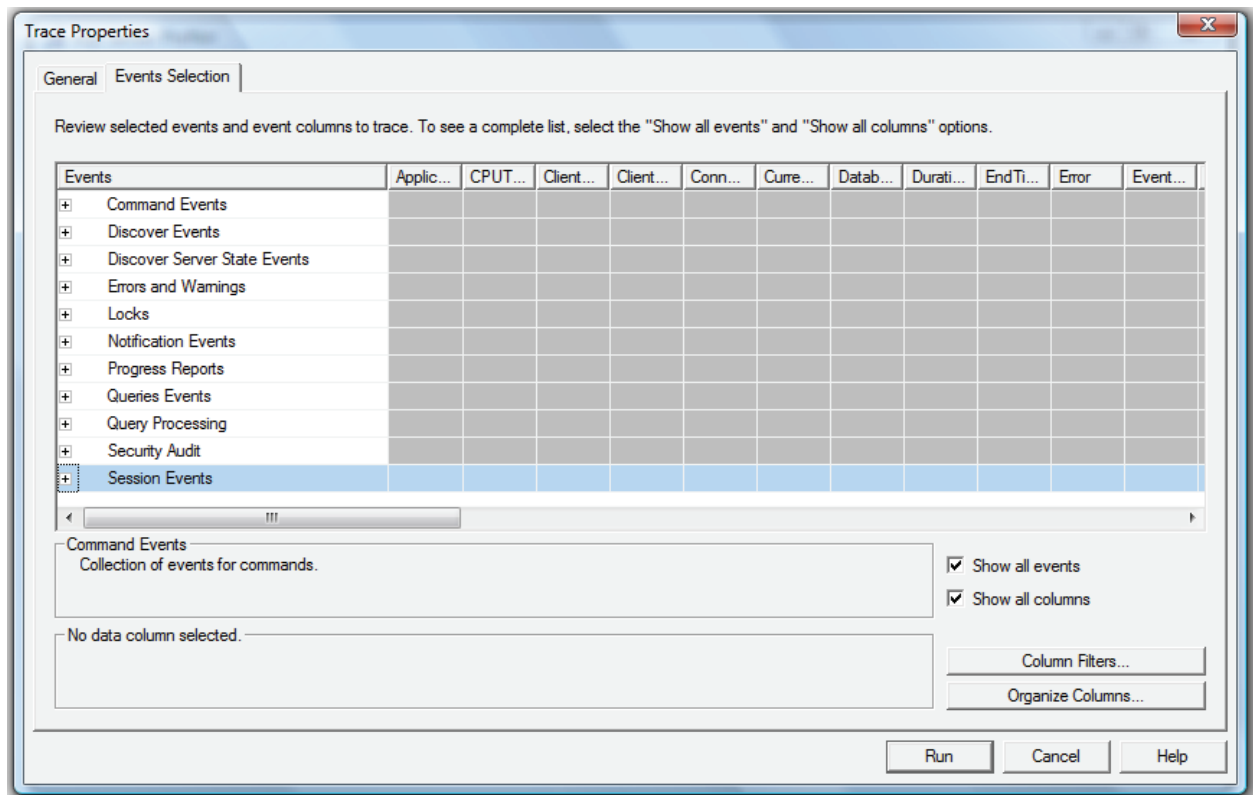 Trace Properties
General Events Selection
Review selected events and event columns to trace. To see a complete list, select the "Show all events" and "Show all columns" options.
Events Applic... CPUT... Client... Client... Conn... Curre... Datab... Durati... EndTi... Error Event...
Command Events
Discover Events
Discover Server State Events
Errors and Warnings
Locks
Notification Events
Progress Reports
Queries Events
Query Processing
Security Audit
Session Events
Command Events
Collection of events for commands.
Show all events
Show all columns
No data column selected.
Column Filters...
Organize Columns...
Run Cancel Help